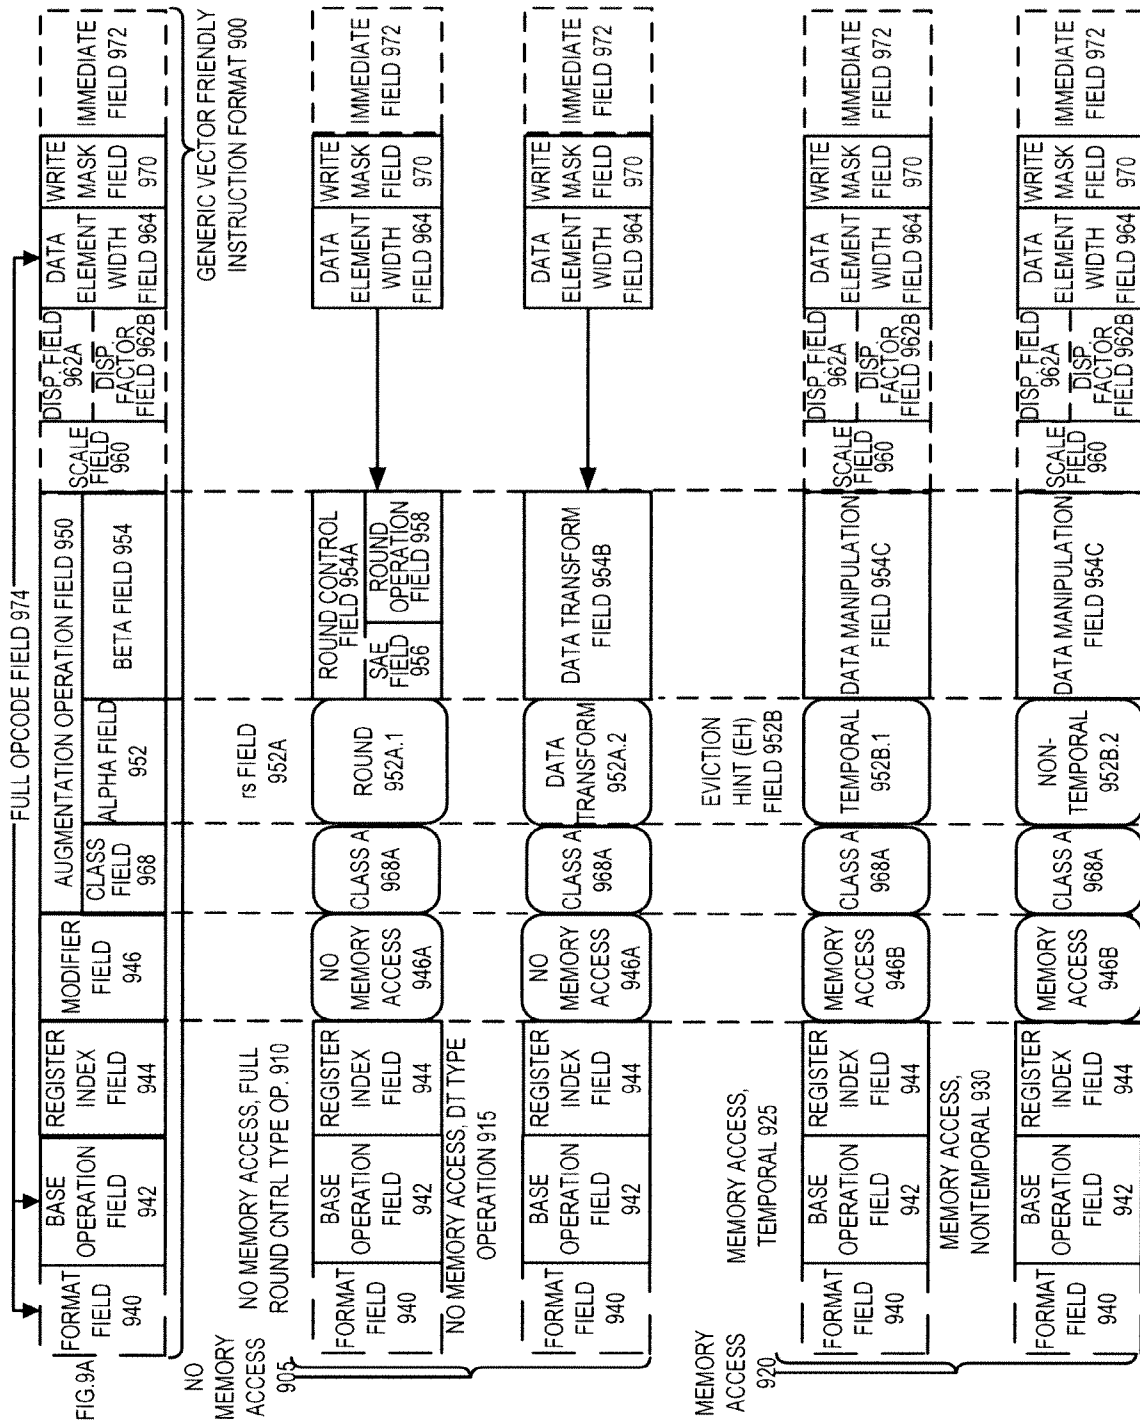 FIG.9A
FULL OPCODE FIELD 974
FORMAT
FIELD
940
BASE
OPERATION
FIELD
942
REGISTER
INDEX
FIELD
944
MODIFIER
FIELD
946
AUGMENTATION OPERATION FIELD 950
CLASS
FIELD
968
ALPHA FIELD
952
BETA FIELD 954
SCALE
FIELD
960
DISP. FIELD
962A
DISP.
FACTOR
FIELD 962B
DATA
ELEMENT
WIDTH
FIELD 964
WRITE
MASK
FIELD
970
IMMEDIATE
FIELD 972
GENERIC VECTOR FRIENDLY
INSTRUCTION FORMAT 900
NO
MEMORY
ACCESS
905
NO MEMORY ACCESS, FULL
ROUND CNTRL TYPE OP. 910
rs FIELD
952A
FORMAT
FIELD
940
BASE
OPERATION
FIELD
942
REGISTER
INDEX
FIELD
944
NO
MEMORY
ACCESS
946A
CLASS A
968A
ROUND
952A.1
ROUND CONTROL
FIELD 954A
SAE
FIELD
956
ROUND
OPERATION
FIELD 958
DATA
ELEMENT
WIDTH
FIELD 964
WRITE
MASK
FIELD
970
IMMEDIATE
FIELD 972
NO MEMORY ACCESS, DT TYPE
OPERATION 915
FORMAT
FIELD
940
BASE
OPERATION
FIELD
942
REGISTER
INDEX
FIELD
944
NO
MEMORY
ACCESS
946A
CLASS A
968A
DATA
TRANSFORM
952A.2
DATA TRANSFORM
FIELD 954B
DATA
ELEMENT
WIDTH
FIELD 964
WRITE
MASK
FIELD
970
IMMEDIATE
FIELD 972
MEMORY
ACCESS
920
MEMORY ACCESS,
TEMPORAL 925
EVICTION
HINT (EH)
FIELD 952B
FORMAT
FIELD
940
BASE
OPERATION
FIELD
942
REGISTER
INDEX
FIELD
944
MEMORY
ACCESS
946B
CLASS A
968A
TEMPORAL
952B.1
DATA MANIPULATION
FIELD 954C
SCALE
FIELD
960
DISP. FIELD
962A
DISP.
FACTOR
FIELD 962B
DATA
ELEMENT
WIDTH
FIELD 964
WRITE
MASK
FIELD
970
IMMEDIATE
FIELD 972
MEMORY ACCESS,
NONTEMPORAL 930
FORMAT
FIELD
940
BASE
OPERATION
FIELD
942
REGISTER
INDEX
FIELD
944
MEMORY
ACCESS
946B
CLASS A
968A
NON-
TEMPORAL
952B.2
DATA MANIPULATION
FIELD 954C
SCALE
FIELD
960
DISP. FIELD
962A
DISP.
FACTOR
FIELD 962B
DATA
ELEMENT
WIDTH
FIELD 964
WRITE
MASK
FIELD
970
IMMEDIATE
FIELD 972